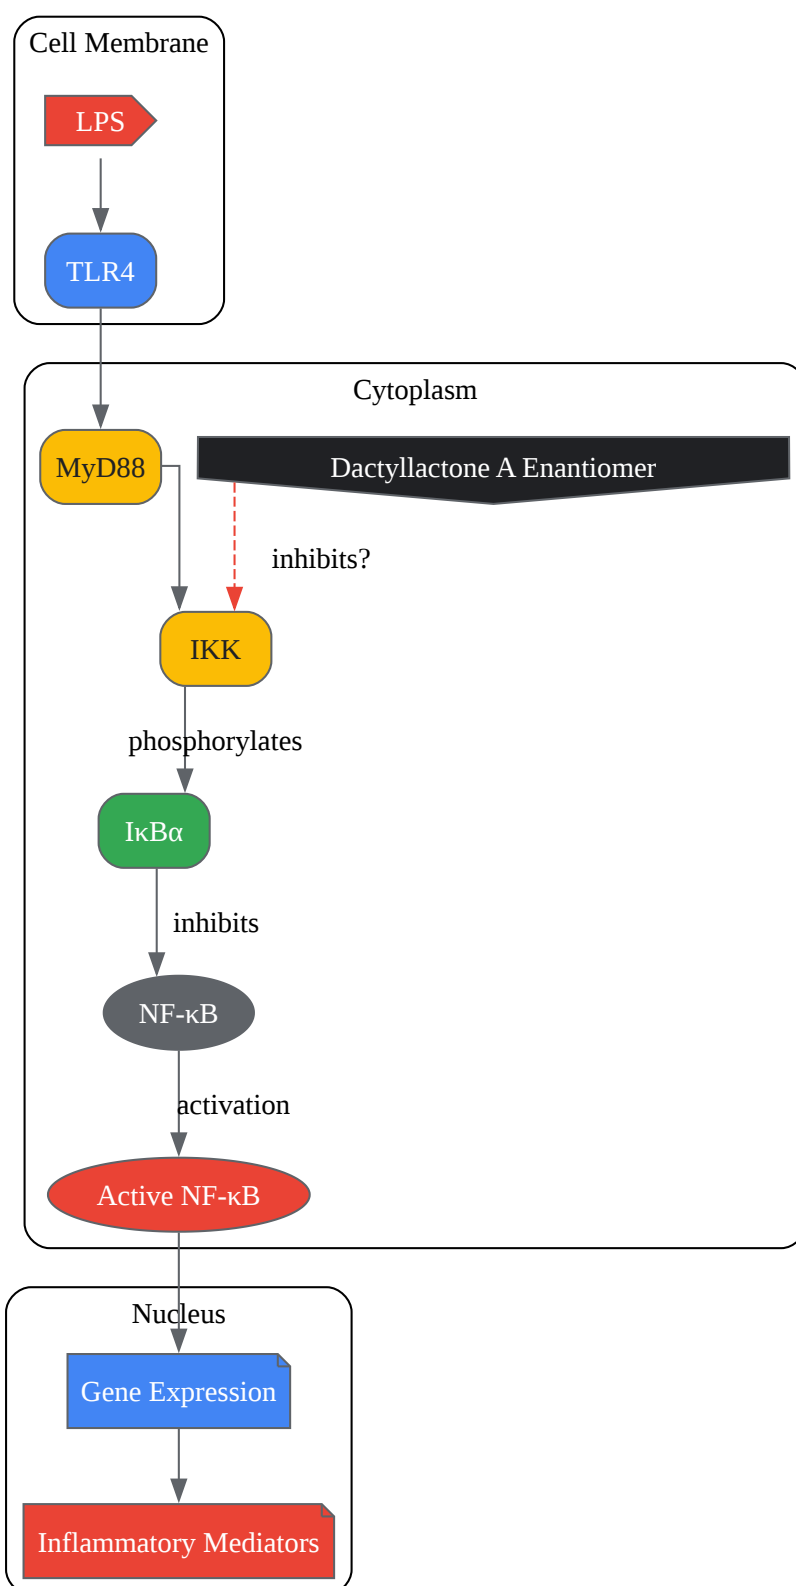 Cell Membrane
LPS
TLR4
Cytoplasm
MyD88
Dactyllactone A Enantiomer
inhibits?
IKK
phosphorylates
IκBα
inhibits
NF-κB
activation
Active NF-κB
Nucleus
Gene Expression
Inflammatory Mediators